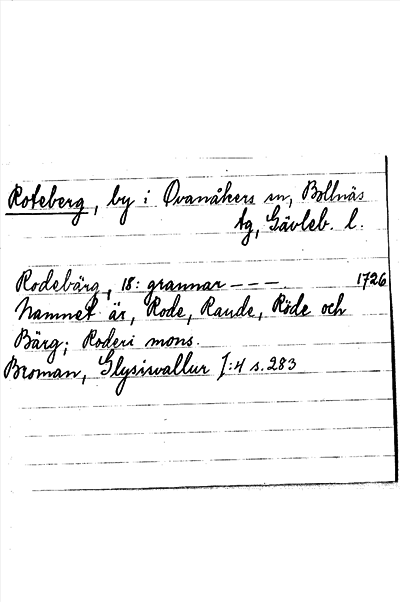 Roteberg, by i Ovanåkers sn, Bollnäs
tg, Gävleb. l.
Rodebärg, 18: grannar - - - 1726
Namnet är, Rode, Raude, Röde och
Bärg; Roderi mons.
Broman, Glysisvallur I:4 s. 283